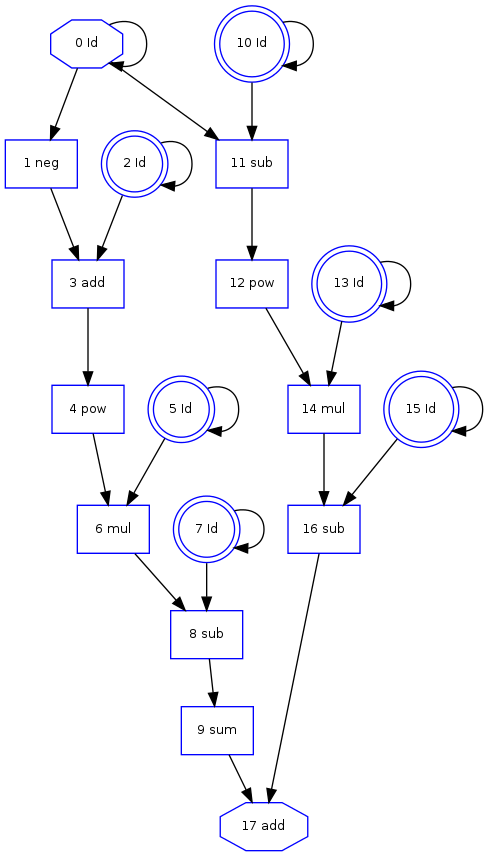 0 Id
10 Id
1 neg
2 Id
11 sub
3 add
12 pow
13 Id
4 pow
5 Id
14 mul
15 Id
6 mul
7 Id
16 sub
8 sub
9 sum
17 add